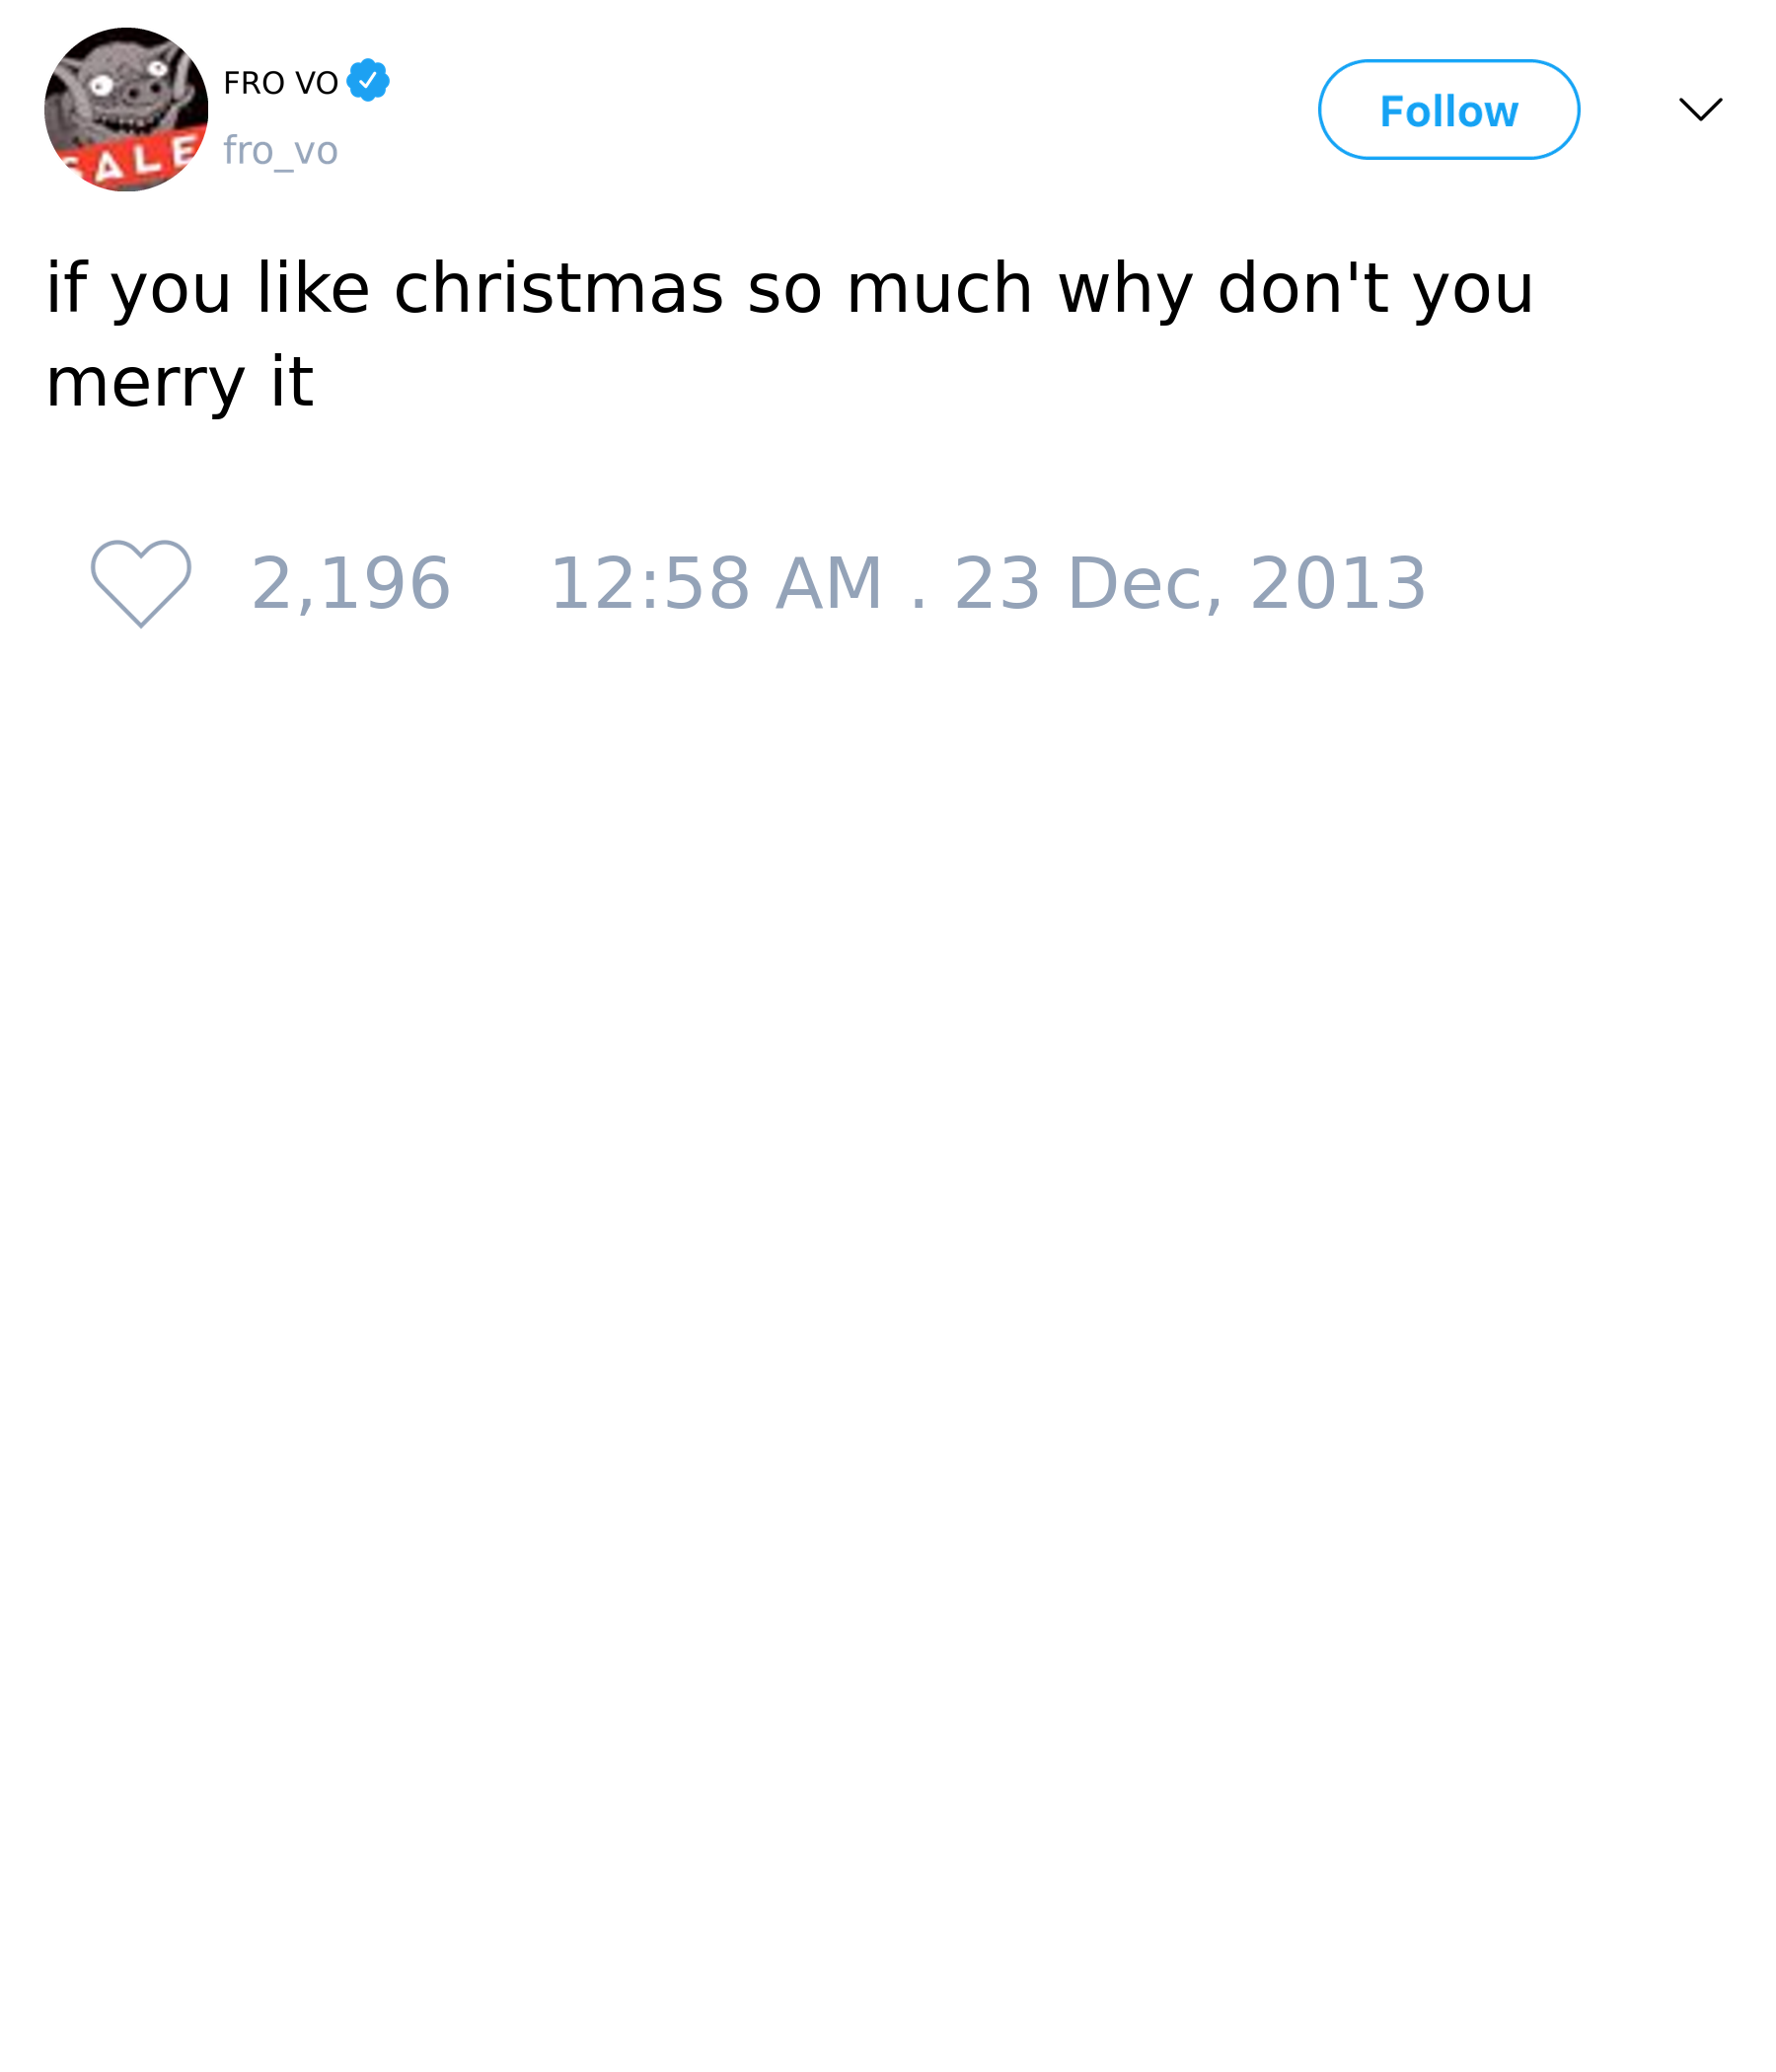 FRO VO
fro_vo
Follow
SALE
if you like christmas so much why don't you
merry it
2,196 12:58 AM . 23 Dec, 2013